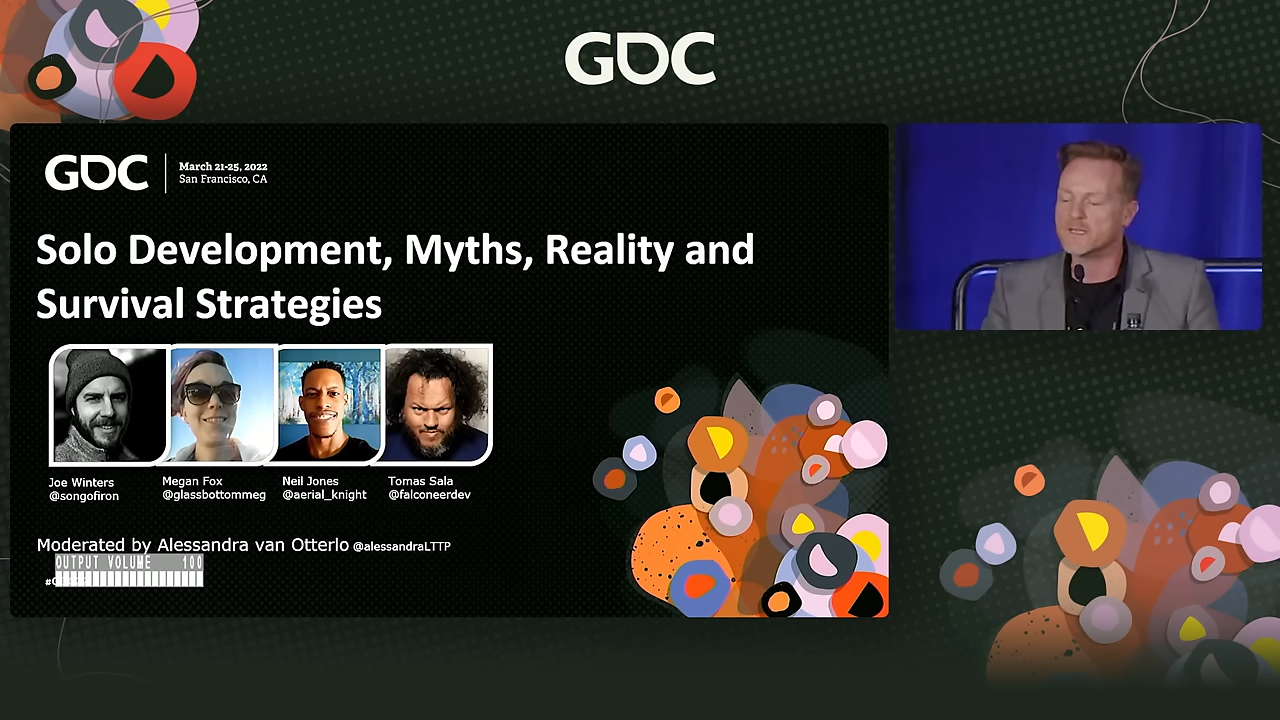 GDC
GDC
March 21-25, 2022
San Francisco, CA
Solo Development, Myths, Reality and
Survival Strategies
Joe Winters
@songofiron
Megan Fox
@glassbottommeg
Neil Jones
@aerial_knight
Tomas Sala
@falconeerdev
Moderated by Alessandra van Otterlo @alessandraLTTP
OUTPUT VOLUME 100